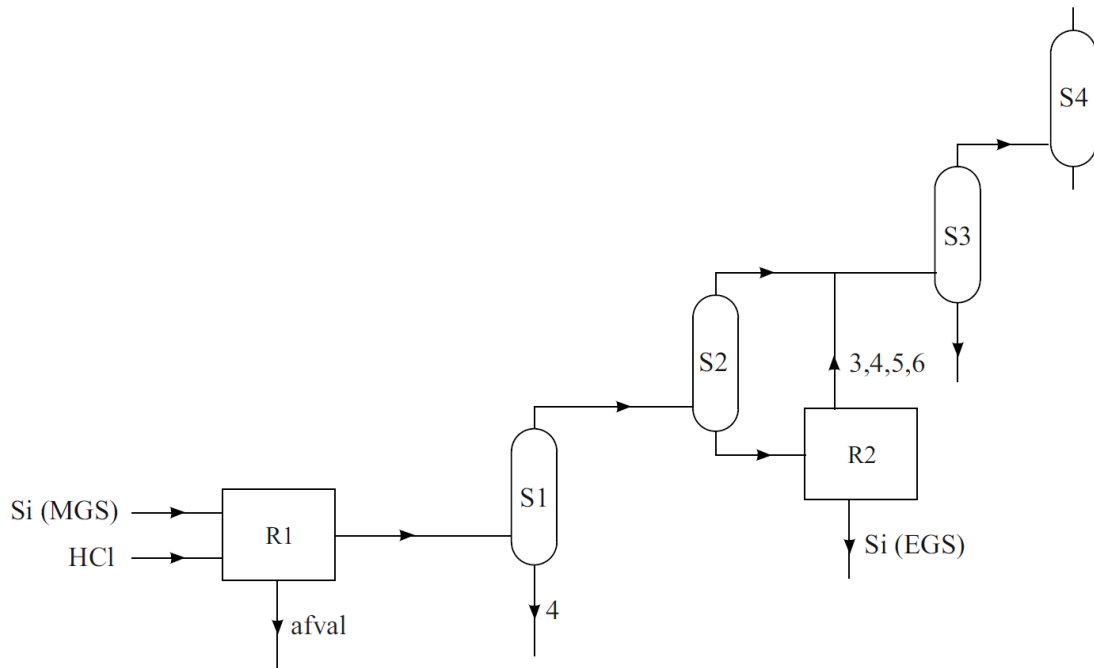 S4
S3
S2
3,4,5,6
R2
S1
Si (MGS)
R1
HCl
Si (EGS)
4
afval